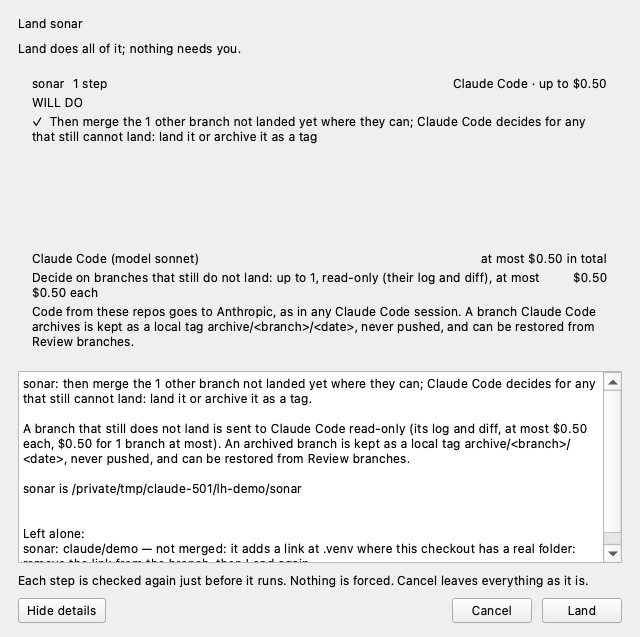 Land sonar
Land does all of it; nothing needs you.
sonar 1 step
Claude Code · up to $0.50
WILL DO
✓ Then merge the 1 other branch not landed yet where they can; Claude Code decides for any
that still cannot land: land it or archive it as a tag
Claude Code (model sonnet)
at most $0.50 in total
Decide on branches that still do not land: up to 1, read-only (their log and diff), at most
$0.50 each
$0.50
Code from these repos goes to Anthropic, as in any Claude Code session. A branch Claude Code
archives is kept as a local tag archive/<branch>/<date>, never pushed, and can be restored from
Review branches.
sonar: then merge the 1 other branch not landed yet where they can; Claude Code decides for any
that still cannot land: land it or archive it as a tag.
A branch that still does not land is sent to Claude Code read-only (its log and diff, at most $0.50
each, $0.50 for 1 branch at most). An archived branch is kept as a local tag archive/<branch>/
<date>, never pushed, and can be restored from Review branches.
sonar is /private/tmp/claude-501/lh-demo/sonar
Left alone:
sonar: claude/demo — not merged: it adds a link at .venv where this checkout has a real folder:
remove the link from the branch, then Land again
Each step is checked again just before it runs. Nothing is forced. Cancel leaves everything as it is.
Hide details
Cancel
Land